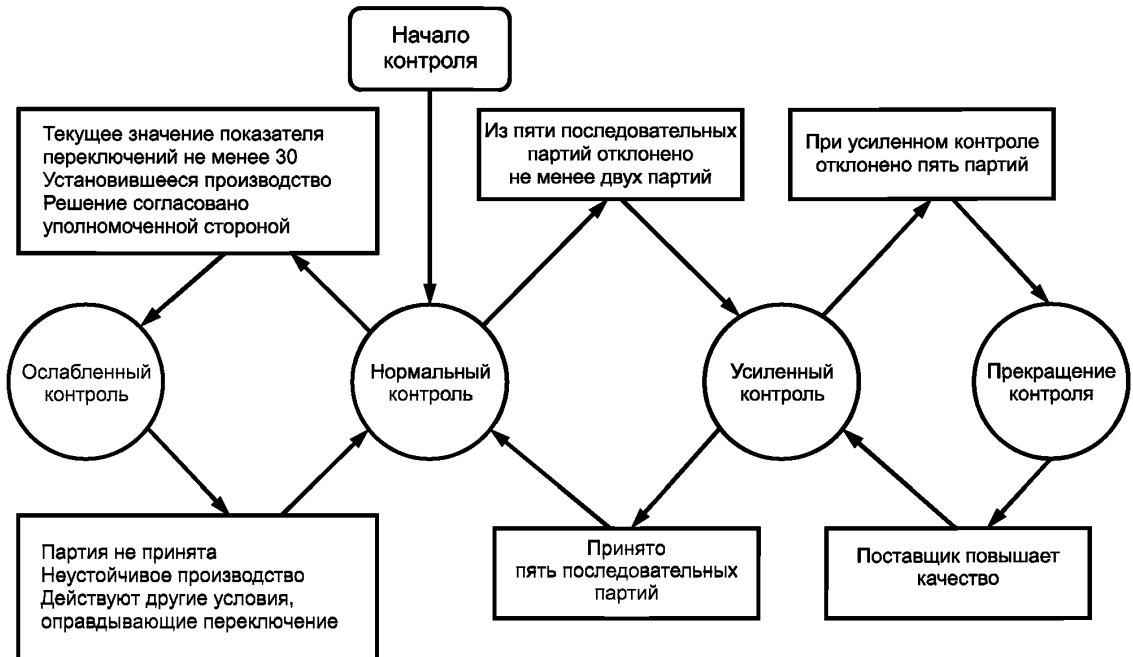 Начало
контроля
Текущее значение показателя
переключений не менее 30
Установившееся производство
Решение согласовано
уполномоченной стороной
Из пяти последовательных
партий отклонено
не менее двух партий
При усиленном контроле
отклонено пять партий
Ослабленный
контроль
Нормальный
контроль
Усиленный
контроль
Прекращение
контроля
Партия не принята
Неустойчивое производство
Действуют другие условия,
оправдывающие переключение
Принято
пять последовательных
партий
Поставщик повышает
качество